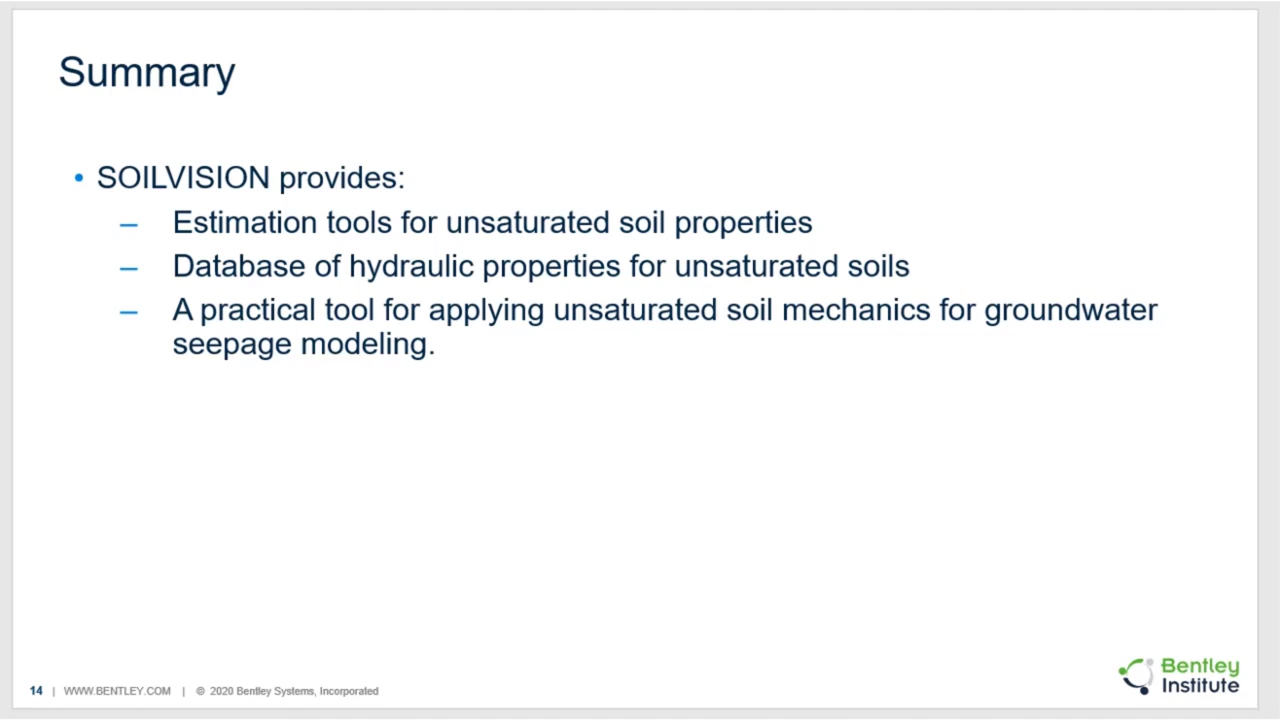 Summary
• SOILVISION provides:
– Estimation tools for unsaturated soil properties
– Database of hydraulic properties for unsaturated soils
– A practical tool for applying unsaturated soil mechanics for groundwater
seepage modeling.
14 | WWW.BENTLEY.COM | © 2020 Bentley Systems, Incorporated
Bentley
Institute